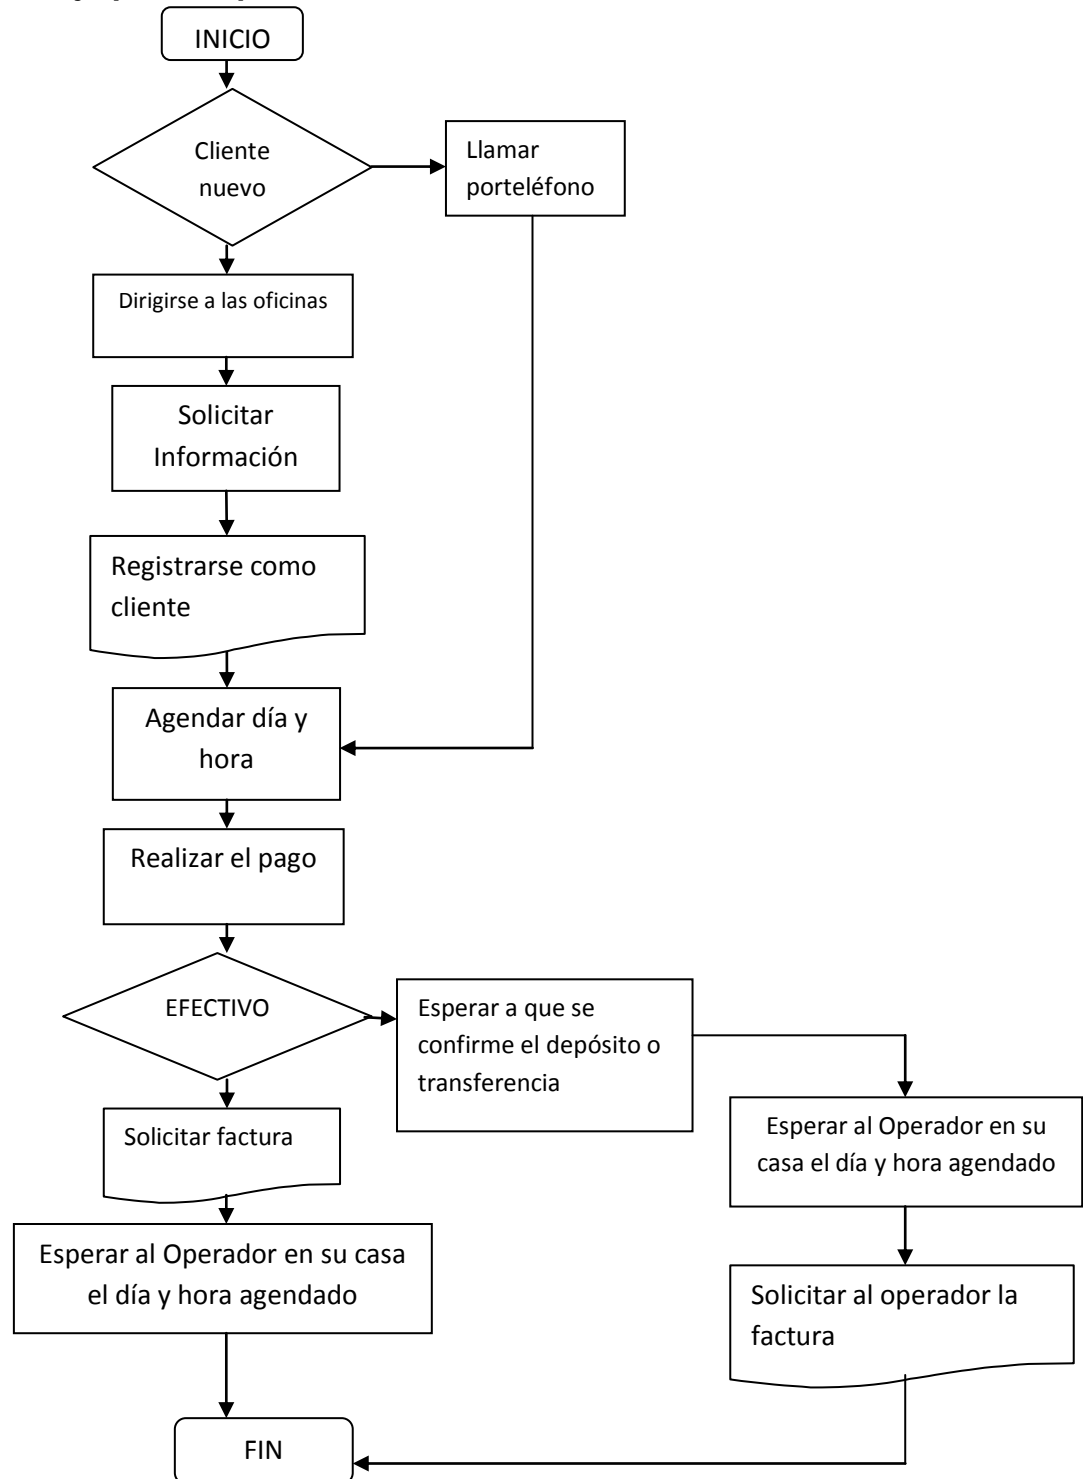 INICIO
Cliente
nuevo
Llamar
porteléfono
Dirigirse a las oficinas
Solicitar
Información
Registrarse como
cliente
Agendar día y
hora
Realizar el pago
EFECTIVO
Esperar a que se
confirme el depósito o
transferencia
Solicitar factura
Esperar al Operador en su
casa el día y hora agendado
Esperar al Operador en su casa
el día y hora agendado
Solicitar al operador la
factura
FIN